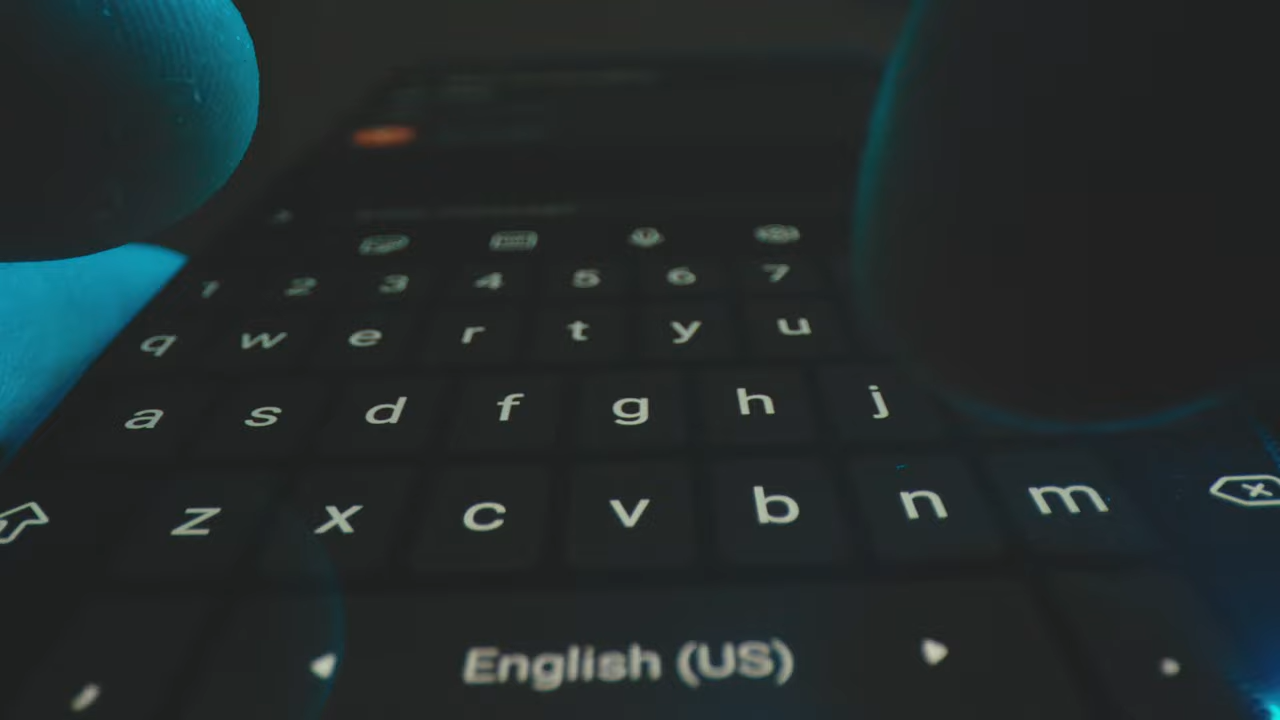 1 2 3 4 5 6 7
q w e r t y u
a s d f g h j
z x c v b n m
, English (US) .